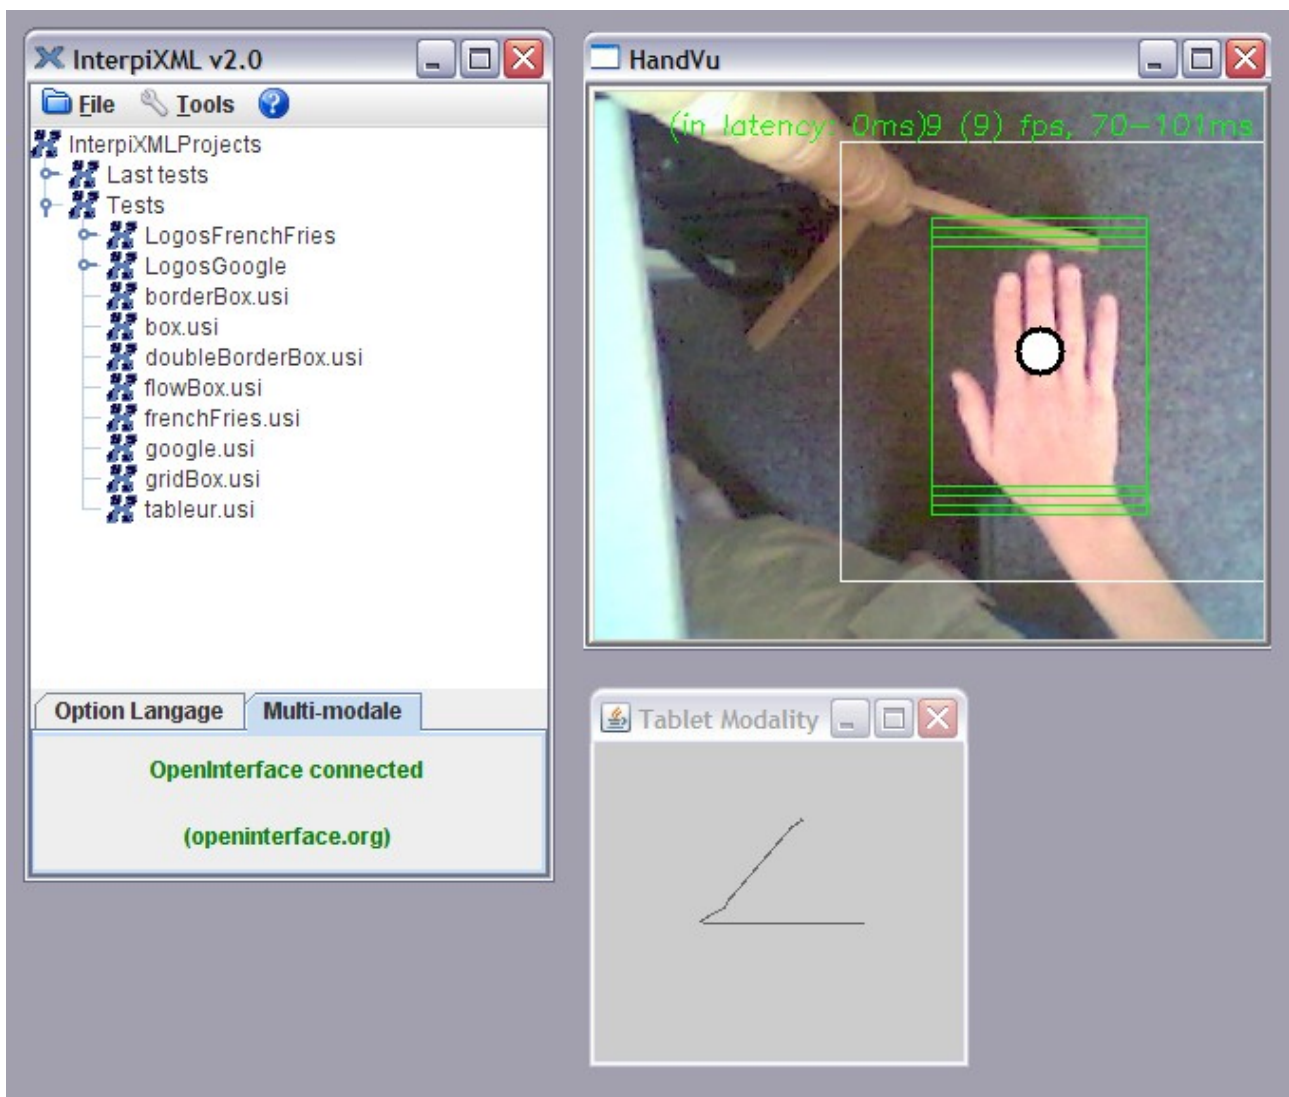 InterpiXML v2.0
File Tools
InterpiXMLProjects
Last tests
Tests
LogosFrenchFries
LogosGoogle
borderBox.usi
box.usi
doubleBorderBox.usi
flowBox.usi
frenchFries.usi
google.usi
gridBox.usi
tableur.usi
Option Langage Multi-modale
OpenInterface connected
(openinterface.org)
HandVu
(in latency: 0ms)9 (9) fps, 70-101ms
Tablet Modality